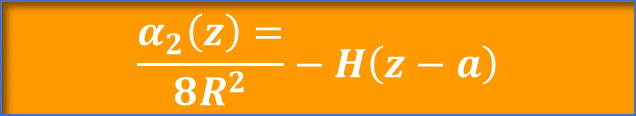 α₂(z) =
8R² − H(z − a)